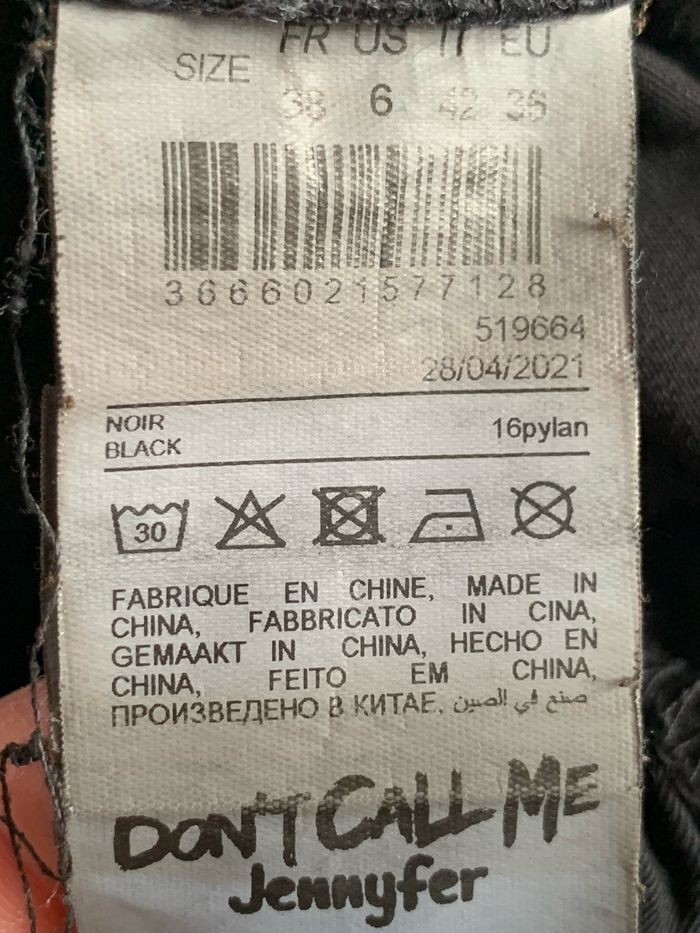 FR US IT EU
SIZE
38 6 42 36
3666021577128
519664
28/04/2021
NOIR
BLACK
16pylan
30
FABRIQUE EN CHINE, MADE IN
CHINA, FABBRICATO IN CINA,
GEMAAKT IN CHINA, HECHO EN
CHINA, FEITO EM CHINA,
ПРОИЗВЕДЕНО В КИТАЕ, صنع في الصين
DON'T CALL ME
Jennyfer